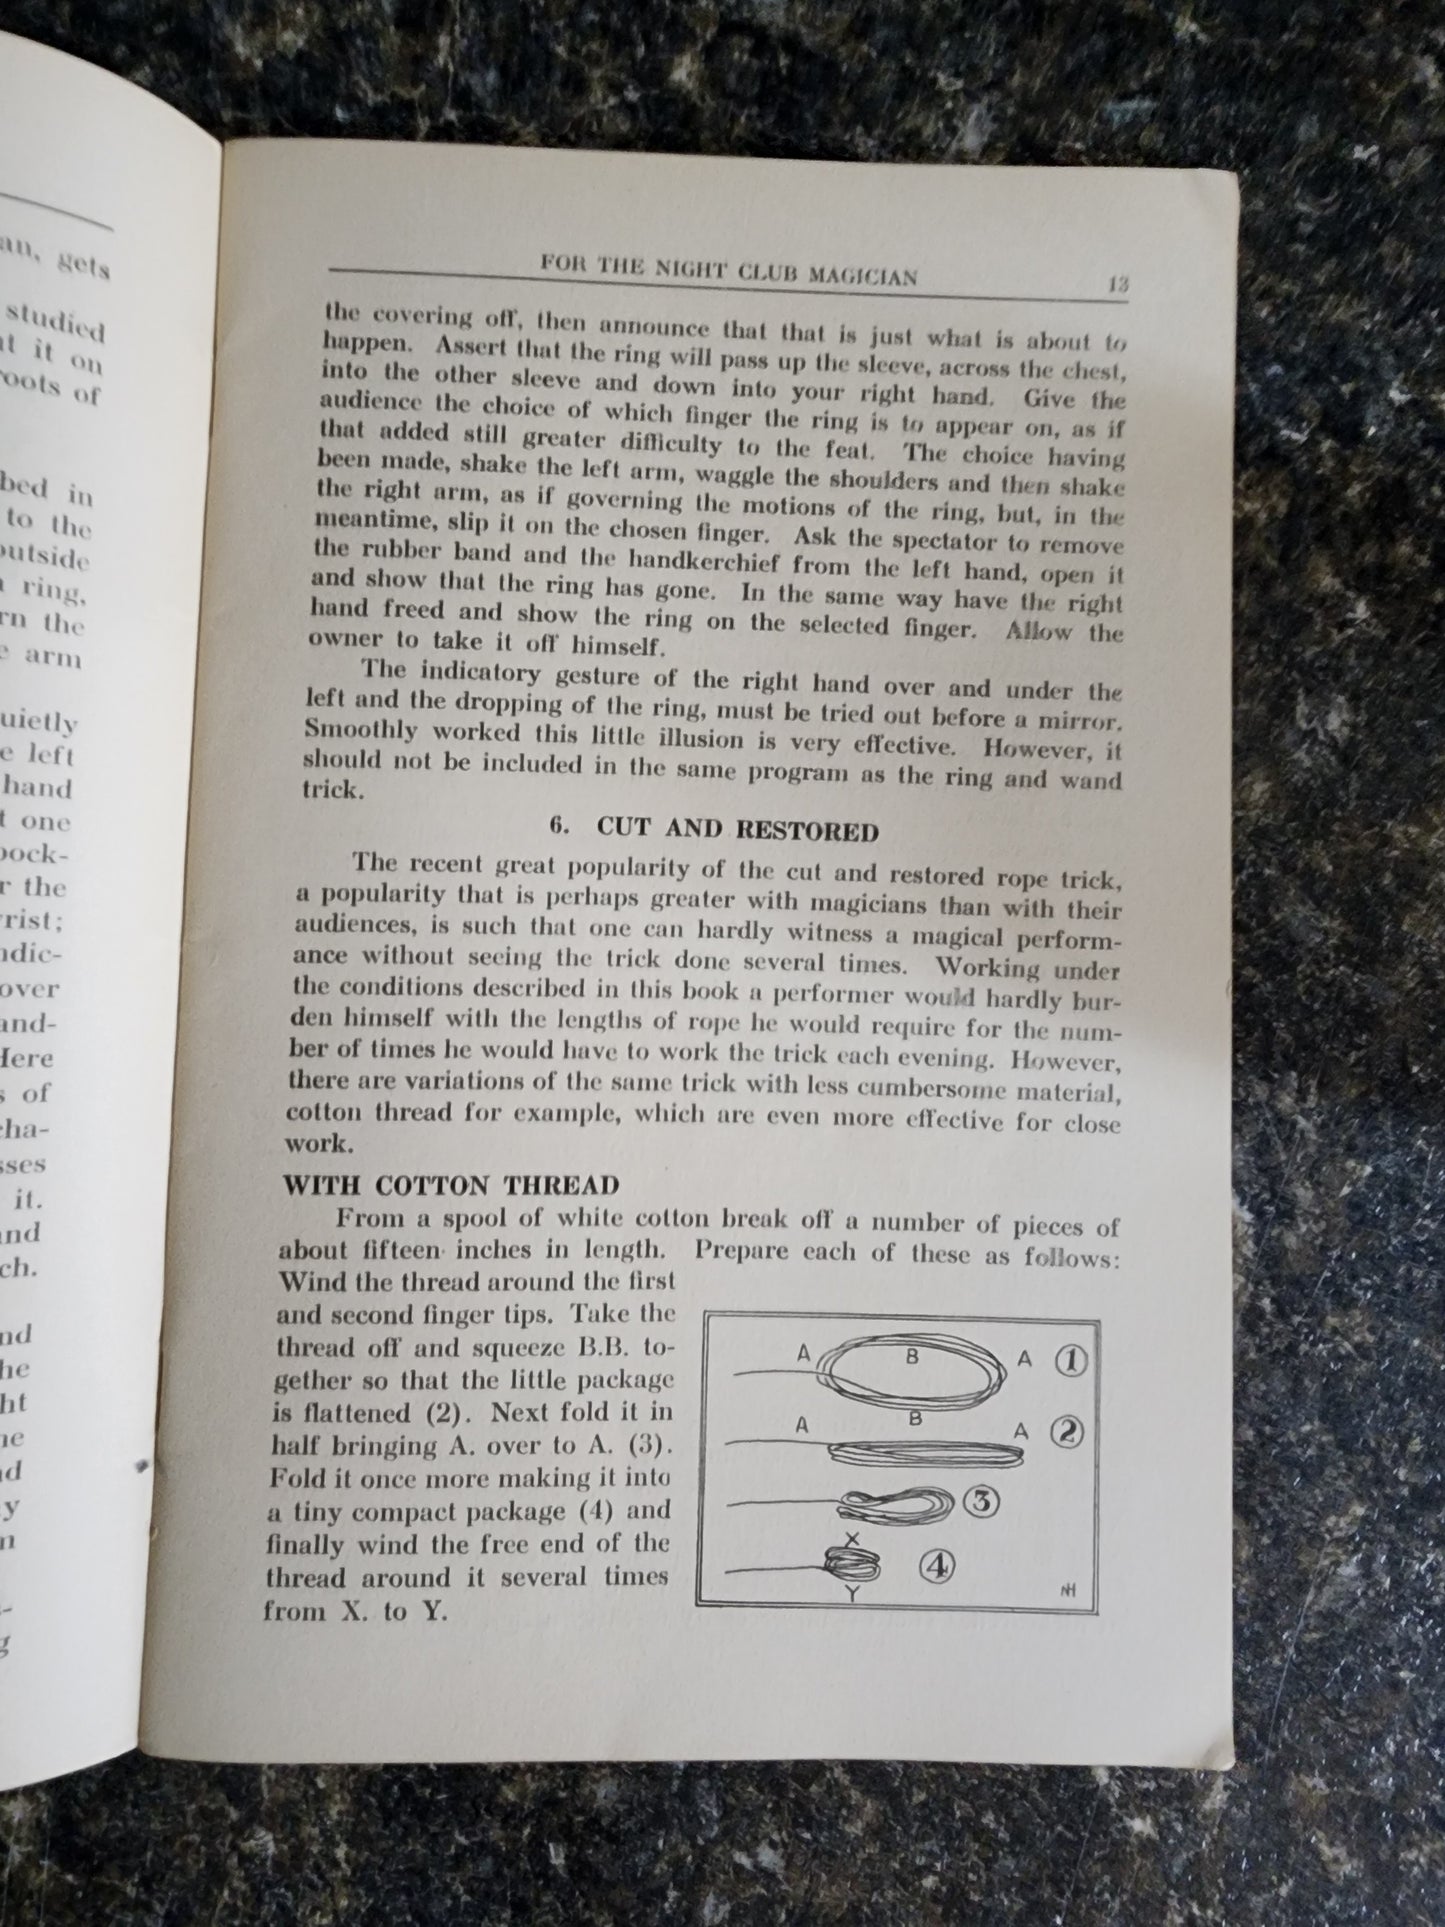 an, gets
studied
it on
roots of
bed in
to the
outside
ring,
rn the
arm
uietly
left
hand
one
pock-
the
rist;
ndic-
over
and-
Here
of
cha-
sses
it.
and
ch.
FOR THE NIGHT CLUB MAGICIAN 13
the covering off, then announce that that is just what is about to
happen. Assert that the ring will pass up the sleeve, across the chest,
into the other sleeve and down into your right hand. Give the
audience the choice of which finger the ring is to appear on, as if
that added still greater difficulty to the feat. The choice having
been made, shake the left arm, waggle the shoulders and then shake
the right arm, as if governing the motions of the ring, but, in the
meantime, slip it on the chosen finger. Ask the spectator to remove
the rubber band and the handkerchief from the left hand, open it
and show that the ring has gone. In the same way have the right
hand freed and show the ring on the selected finger. Allow the
owner to take it off himself.
The indicatory gesture of the right hand over and under the
left and the dropping of the ring, must be tried out before a mirror.
Smoothly worked this little illusion is very effective. However, it
should not be included in the same program as the ring and wand
trick.
6. CUT AND RESTORED
The recent great popularity of the cut and restored rope trick,
a popularity that is perhaps greater with magicians than with their
audiences, is such that one can hardly witness a magical perform-
ance without seeing the trick done several times. Working under
the conditions described in this book a performer would hardly bur-
den himself with the lengths of rope he would require for the num-
ber of times he would have to work the trick each evening. However,
there are variations of the same trick with less cumbersome material,
cotton thread for example, which are even more effective for close
work.
WITH COTTON THREAD
From a spool of white cotton break off a number of pieces of
about fifteen inches in length. Prepare each of these as follows:
Wind the thread around the first
and second finger tips. Take the
thread off and squeeze B.B. to-
gether so that the little package
is flattened (2). Next fold it in
half bringing A. over to A. (3).
Fold it once more making it into
a tiny compact package (4) and
finally wind the free end of the
thread around it several times
from X. to Y.
A B A 1
B
A A 2
3
X
4
Y
NH